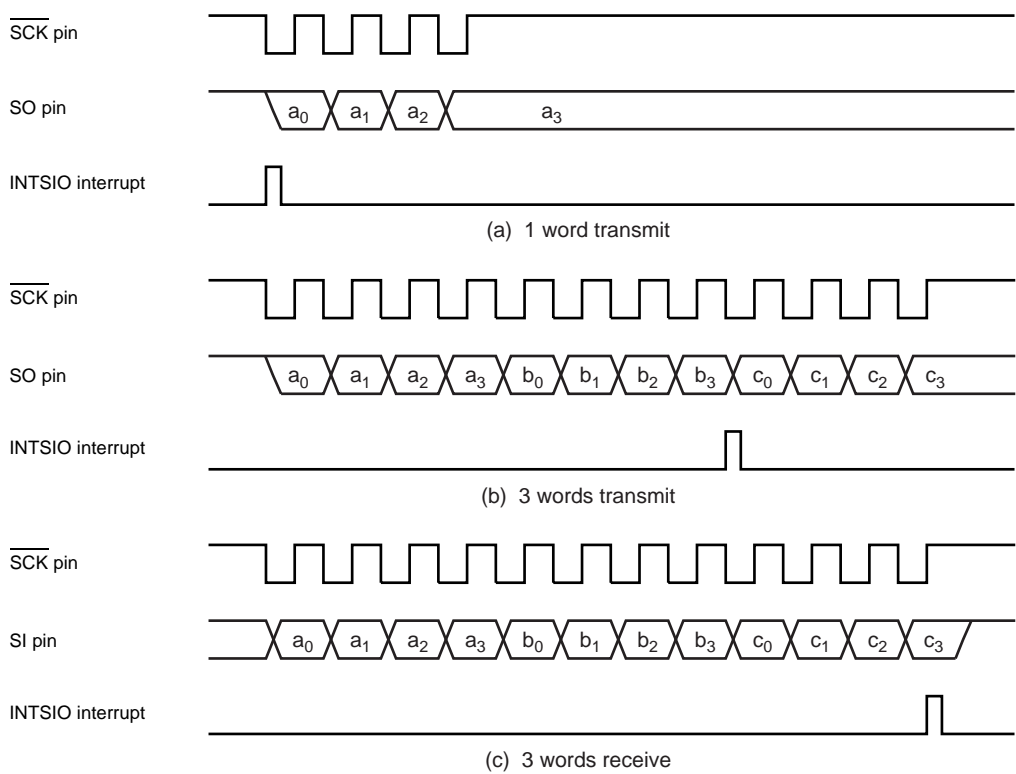 SCK pin
SO pin a₀ a₁ a₂ a₃
INTSIO interrupt
(a) 1 word transmit
SCK pin
SO pin a₀ a₁ a₂ a₃ b₀ b₁ b₂ b₃ c₀ c₁ c₂ c₃
INTSIO interrupt
(b) 3 words transmit
SCK pin
SI pin a₀ a₁ a₂ a₃ b₀ b₁ b₂ b₃ c₀ c₁ c₂ c₃
INTSIO interrupt
(c) 3 words receive